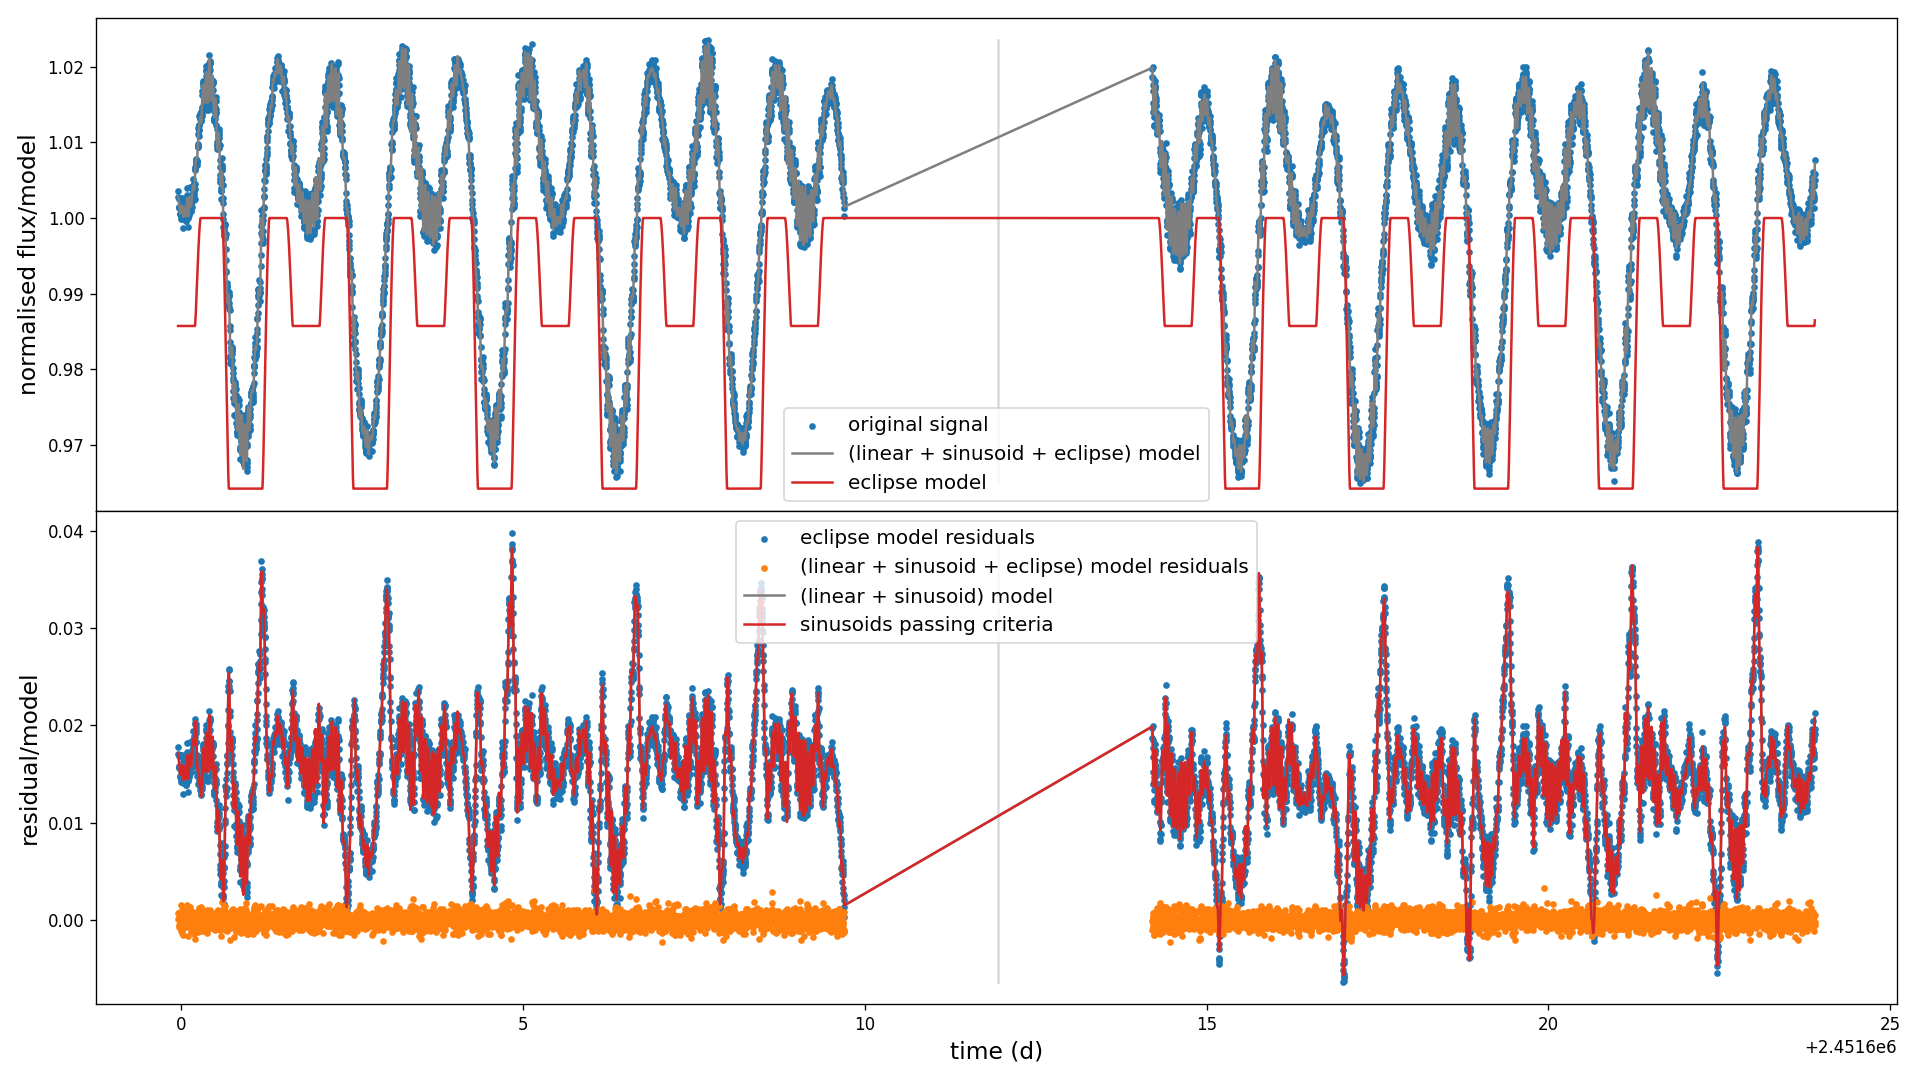 normalised flux/model
1.02
1.01
1.00
0.99
0.98
0.97
original signal
(linear + sinusoid + eclipse) model
eclipse model
residual/model
0.04
0.03
0.02
0.01
0.00
eclipse model residuals
(linear + sinusoid + eclipse) model residuals
(linear + sinusoid) model
sinusoids passing criteria
0
5
10
15
20
25
time (d)
+2.4516e6